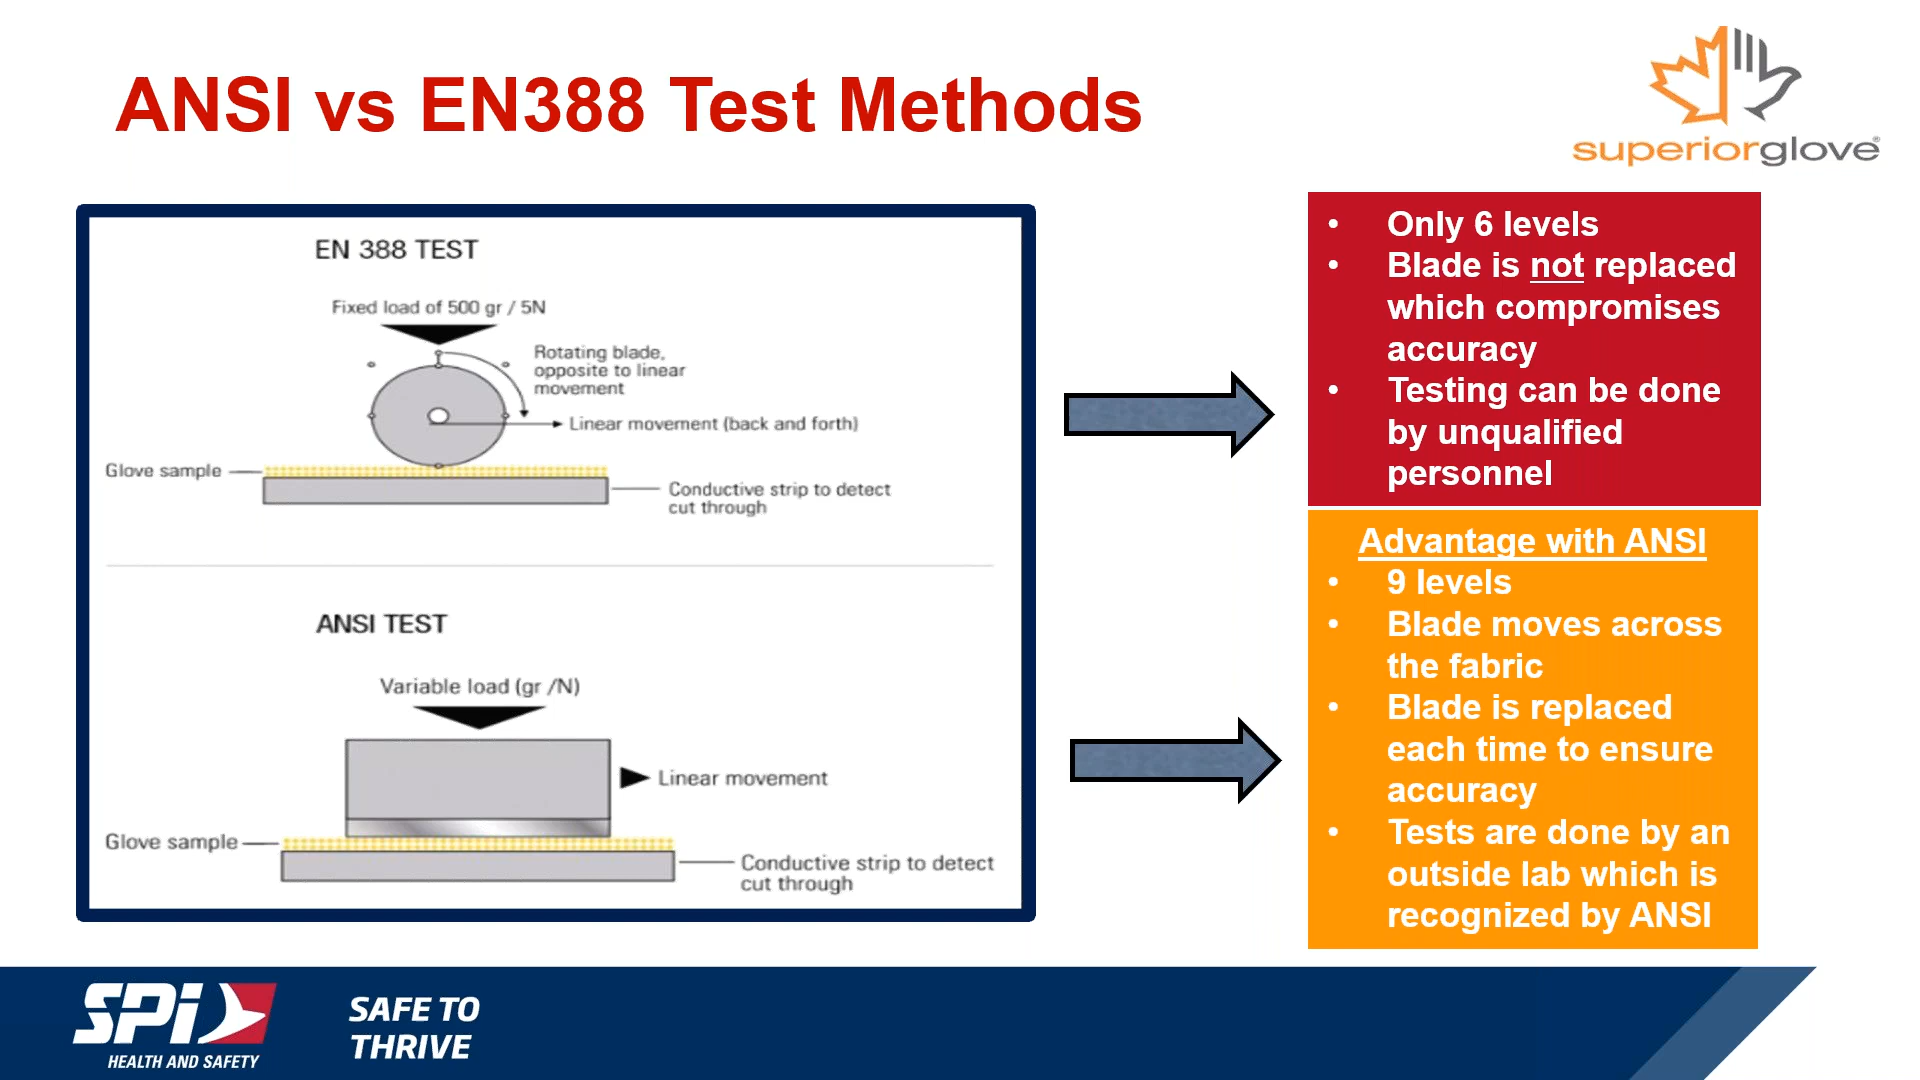 ANSI vs EN388 Test Methods
superiorglove®
EN 388 TEST
Fixed load of 500 gr / 5N
Rotating blade,
opposite to linear
movement
Linear movement (back and forth)
Glove sample
Conductive strip to detect
cut through
ANSI TEST
Variable load (gr /N)
Linear movement
Glove sample
Conductive strip to detect
cut through
• Only 6 levels
• Blade is not replaced
which compromises
accuracy
• Testing can be done
by unqualified
personnel
Advantage with ANSI
• 9 levels
• Blade moves across
the fabric
• Blade is replaced
each time to ensure
accuracy
• Tests are done by an
outside lab which is
recognized by ANSI
SPi
HEALTH AND SAFETY
SAFE TO
THRIVE